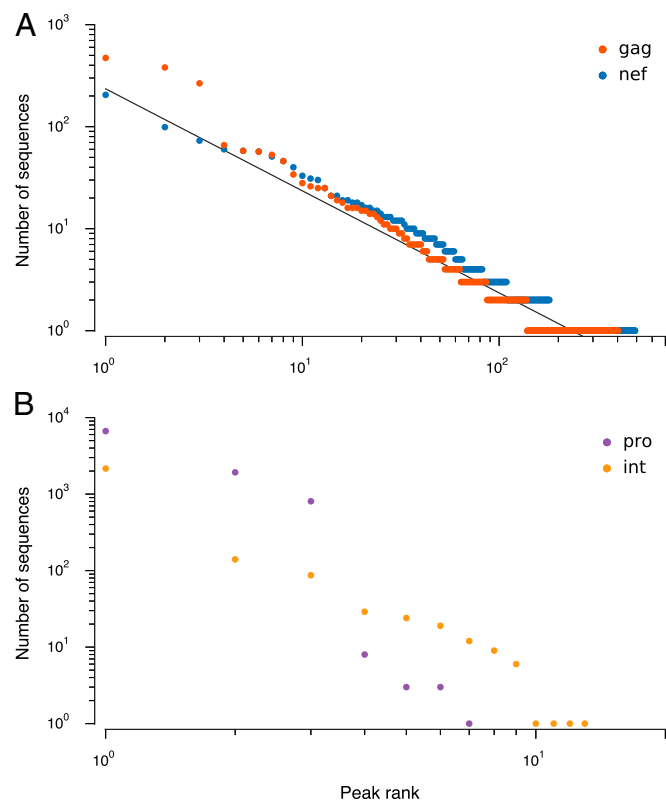 A
10³
10²
10¹
10⁰
Number of sequences
gag
nef
10⁰ 10¹ 10²
B
10⁴
10³
10²
10¹
10⁰
Number of sequences
pro
int
10⁰ 10¹
Peak rank